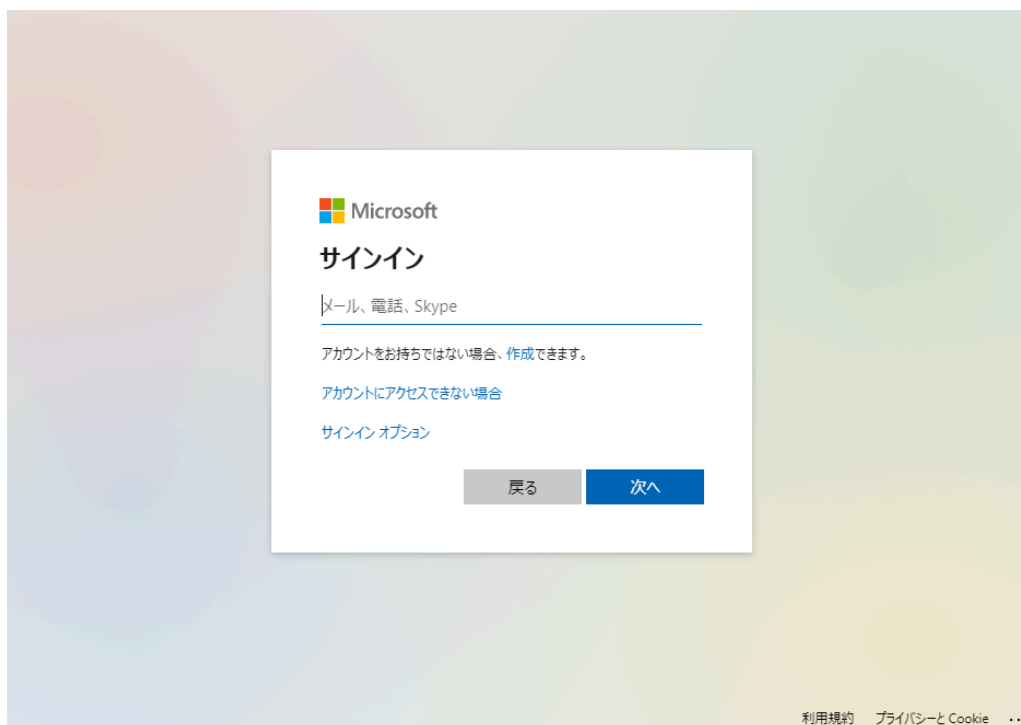 Microsoft
サインイン
メール、電話、Skype
アカウントをお持ちではない場合、作成できます。
アカウントにアクセスできない場合
サインイン オプション
戻る 次へ
利用規約 プライバシーと Cookie ..